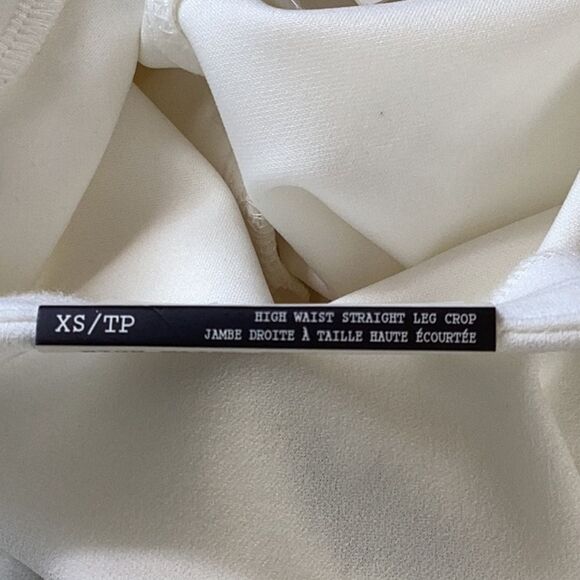 XS/TP
HIGH WAIST STRAIGHT LEG CROP
JAMBE DROITE À TAILLE HAUTE ÉCOURTÉE